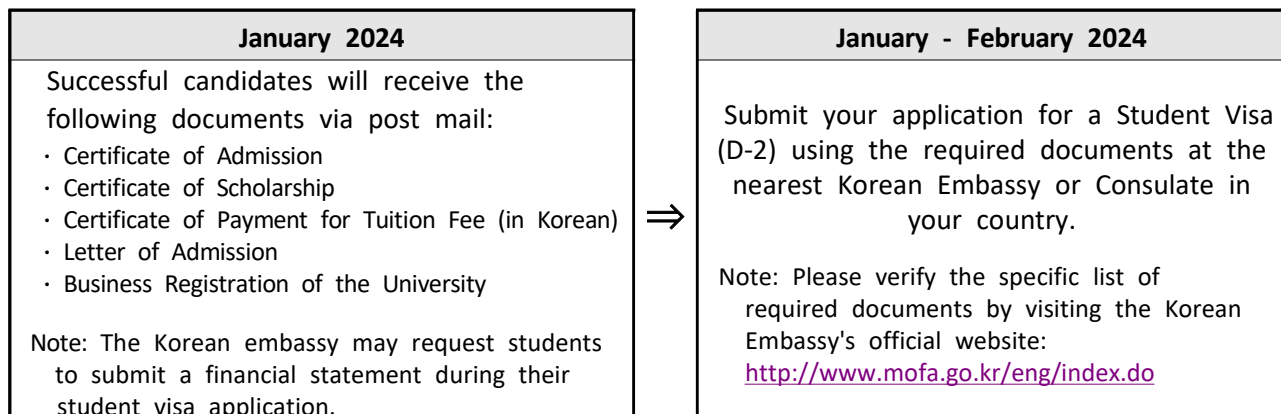 January 2024
Successful candidates will receive the
following documents via post mail:
· Certificate of Admission
· Certificate of Scholarship
· Certificate of Payment for Tuition Fee (in Korean)
· Letter of Admission
· Business Registration of the University
Note: The Korean embassy may request students
to submit a financial statement during their
student visa application.
⇒
January - February 2024
Submit your application for a Student Visa
(D-2) using the required documents at the
nearest Korean Embassy or Consulate in
your country.
Note: Please verify the specific list of
required documents by visiting the Korean
Embassy's official website:
http://www.mofa.go.kr/eng/index.do